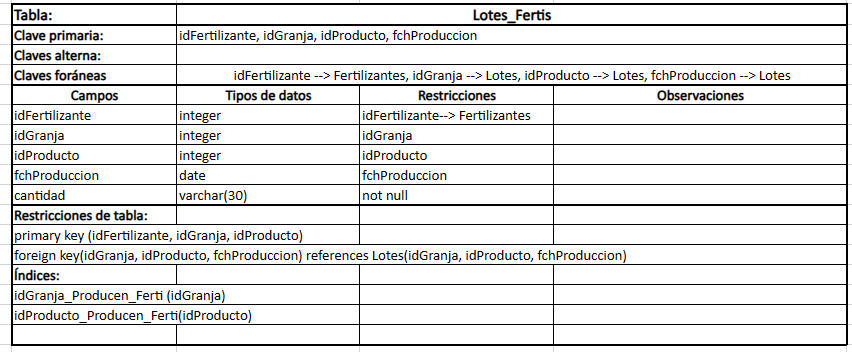 Tabla: Lotes_Fertis
Clave primaria: idFertilizante, idGranja, idProducto, fchProduccion
Claves alterna:
Claves foráneas idFertilizante --> Fertilizantes, idGranja --> Lotes, idProducto --> Lotes, fchProduccion --> Lotes
Campos Tipos de datos Restricciones Observaciones
idFertilizante integer idFertilizante--> Fertilizantes
idGranja integer idGranja
idProducto integer idProducto
fchProduccion date fchProduccion
cantidad varchar(30) not null
Restricciones de tabla:
primary key (idFertilizante, idGranja, idProducto)
foreign key(idGranja, idProducto, fchProduccion) references Lotes(idGranja, idProducto, fchProduccion)
Índices:
idGranja_Producen_Ferti (idGranja)
idProducto_Producen_Ferti(idProducto)